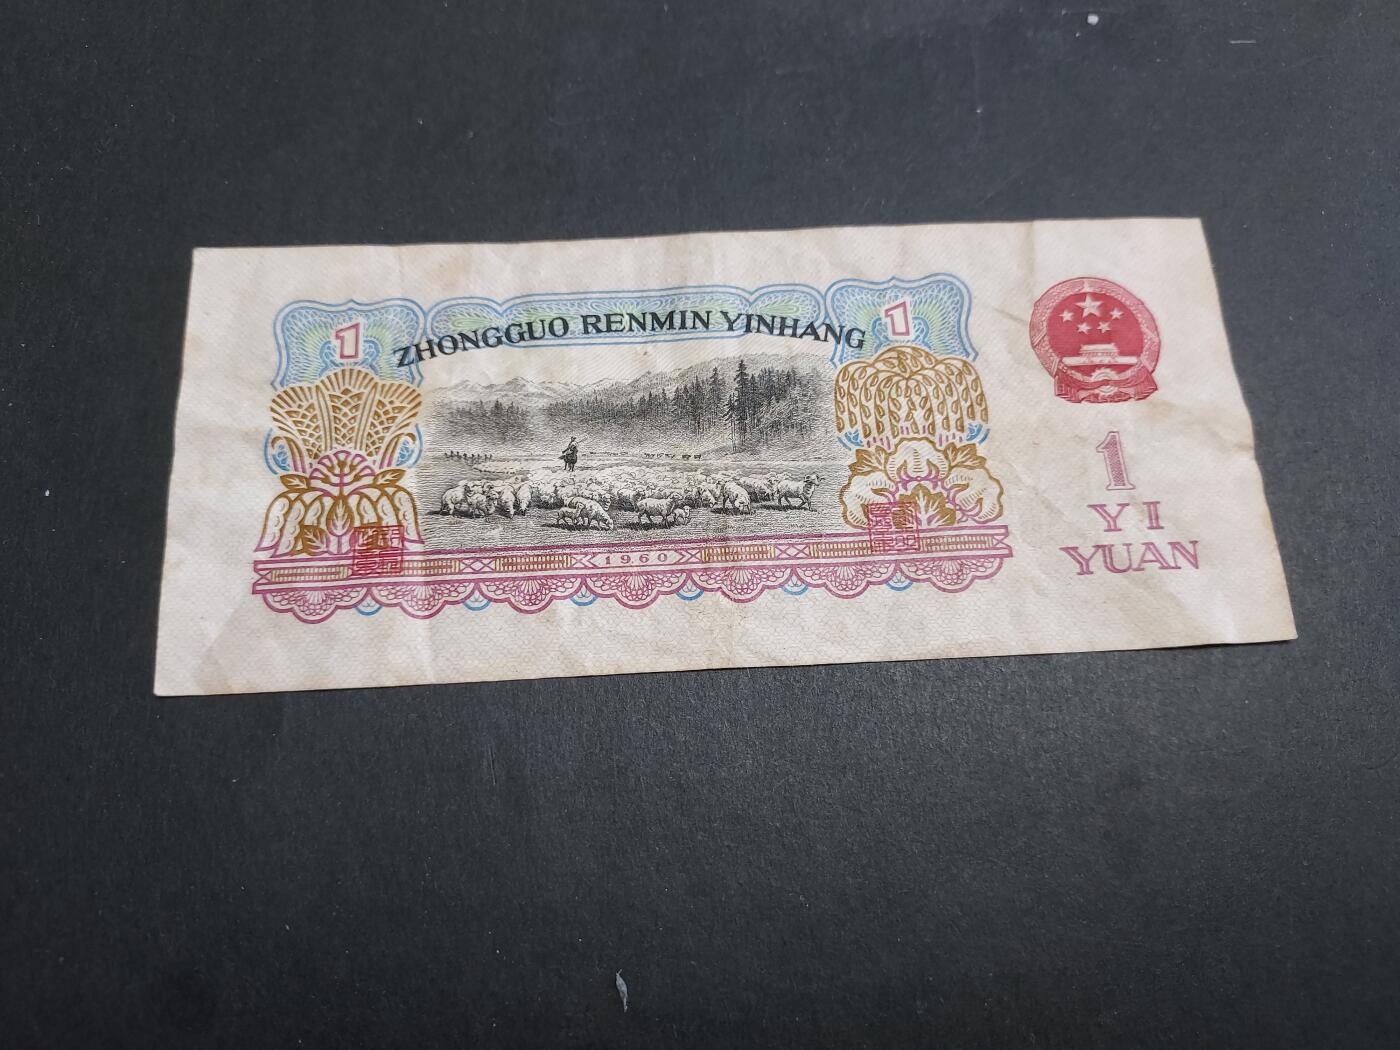 1
ZHONGGUO RENMIN YINHANG
1
1960
1
YI
YUAN